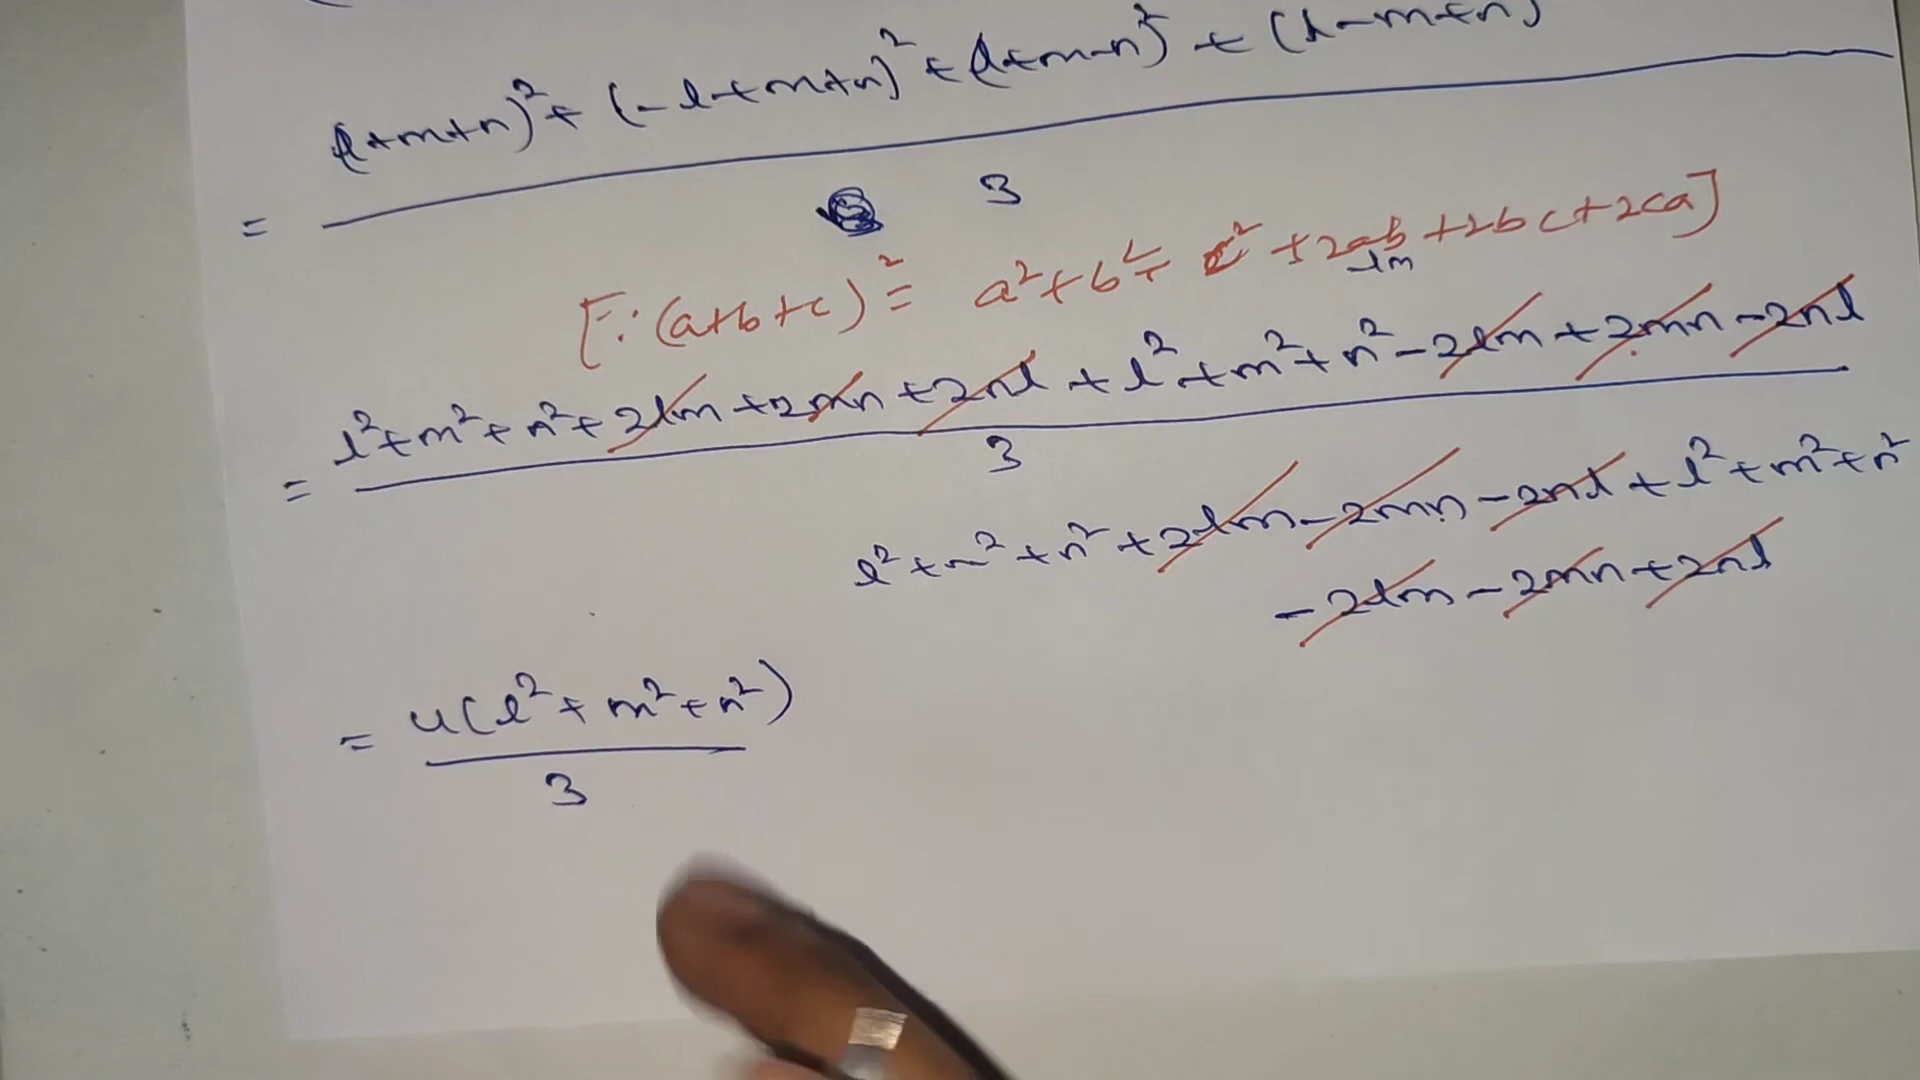 (l+m+n)²+(-l+m+n)²+(l+m-n)²+(l-m+n)
=
3
[∵(a+b+c)²= a²+b²+c²+2ab+2bc+2ca]
lm
l²+m²+n²+2lm+2mn+2nl+l²+m²+n²-2lm+2mn-2nl
=
3
l²+m²+n²+2lm-2mn-2nl+l²+m²+n²
-2lm-2mn+2nl
= 4(l²+m²+n²)
3